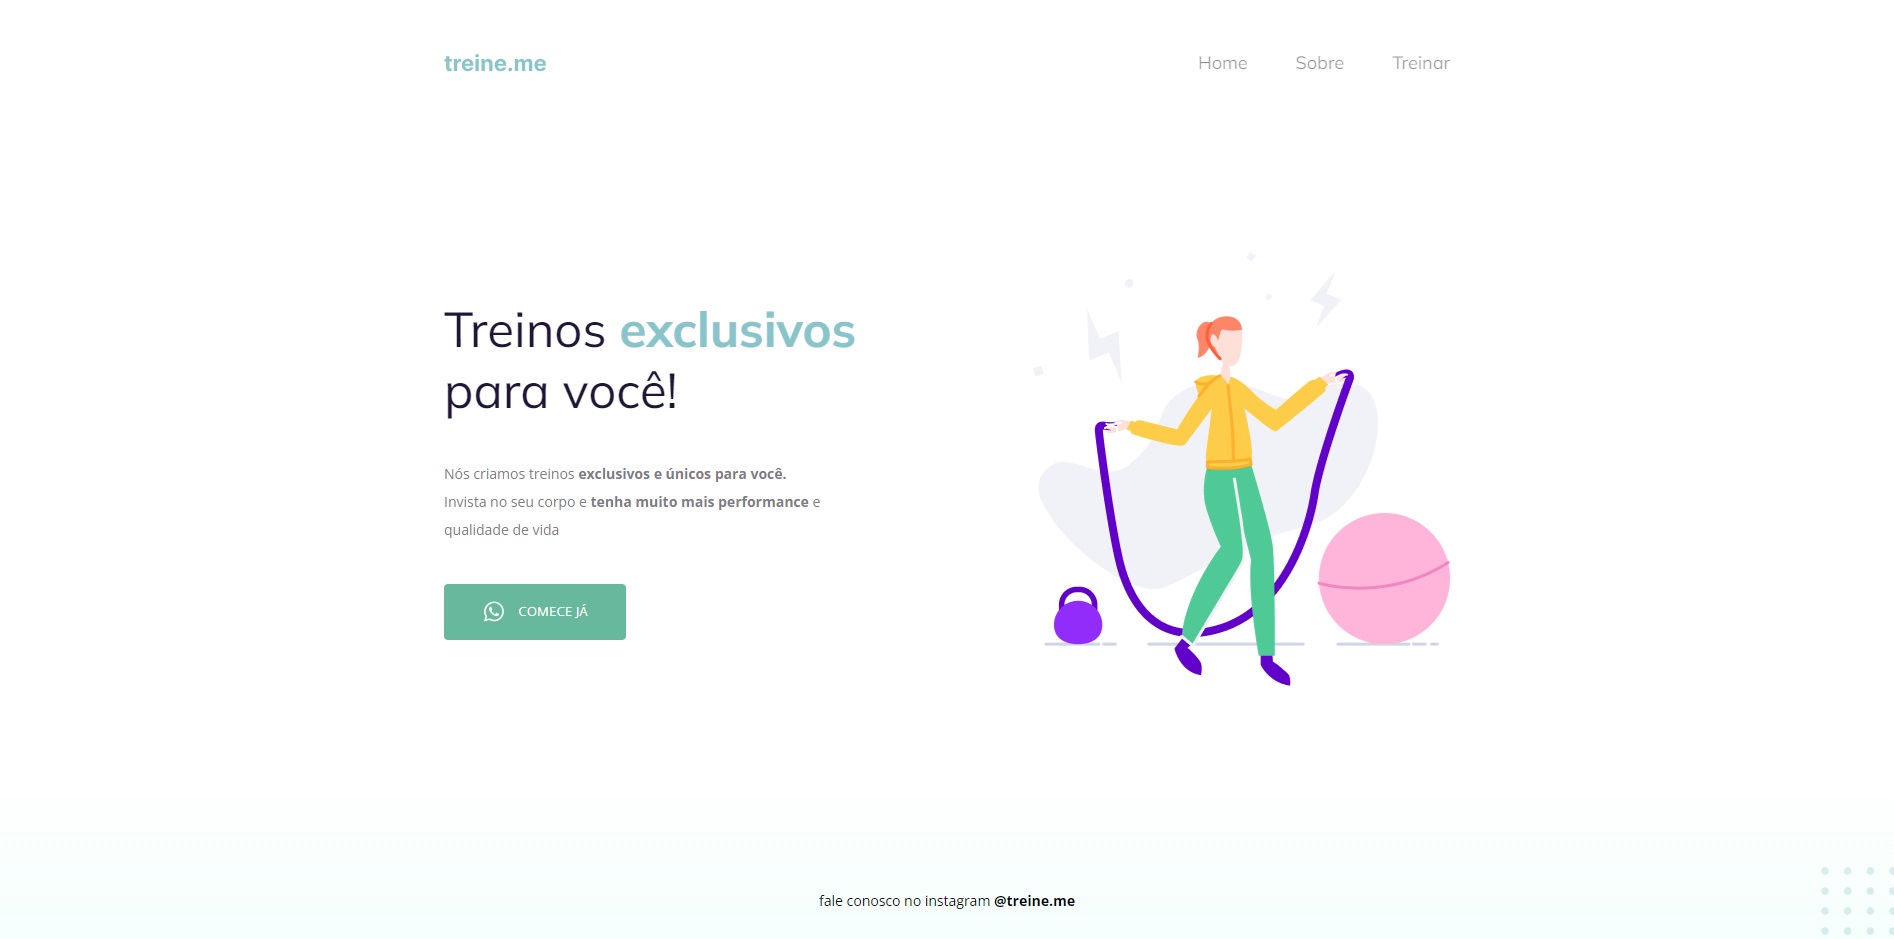 treine.me
Home
Sobre
Treinar
Treinos exclusivos
para você!
Nós criamos treinos exclusivos e únicos para você.
Invista no seu corpo e tenha muito mais performance e
qualidade de vida
COMECE JÁ
fale conosco no instagram @treine.me